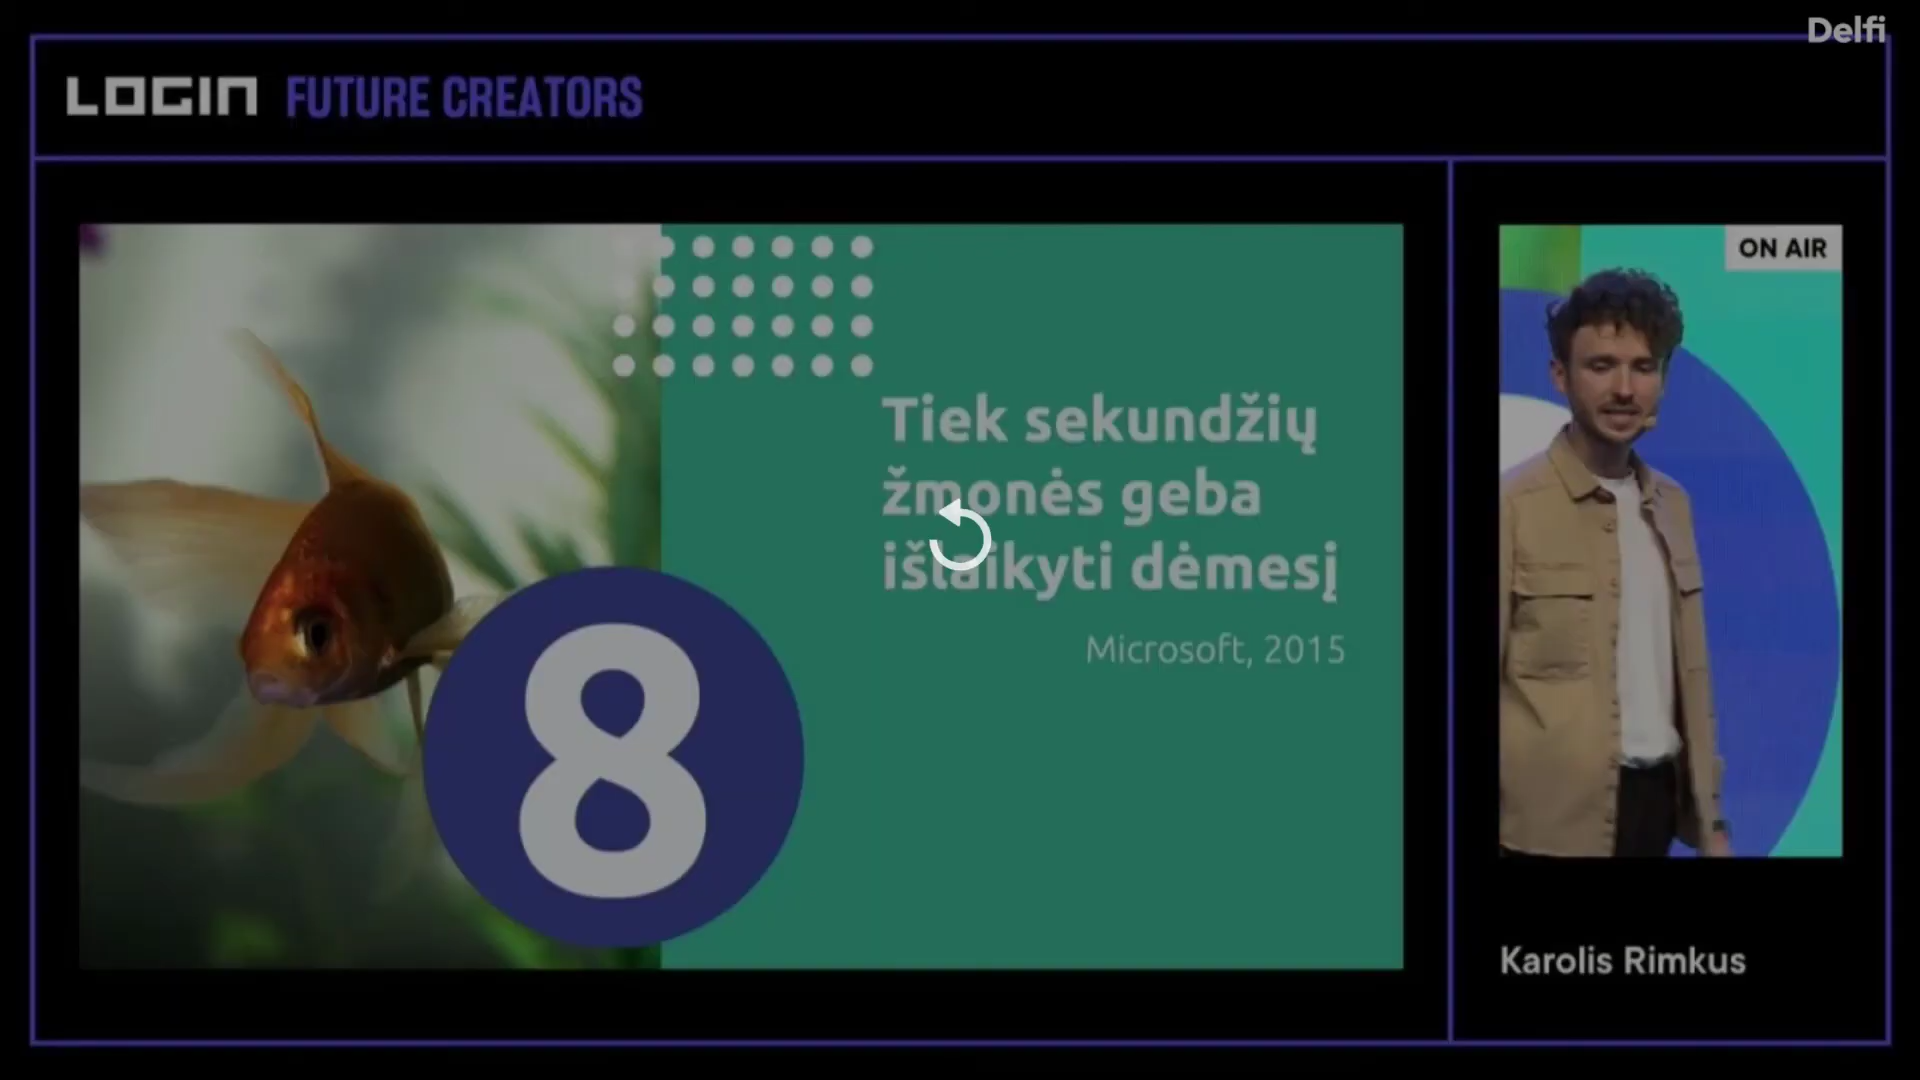 Delfi
LOGIN FUTURE CREATORS
ON AIR
Tiek sekundžių
žmonės geba
išlaikyti dėmesį
Microsoft, 2015
8
Karolis Rimkus